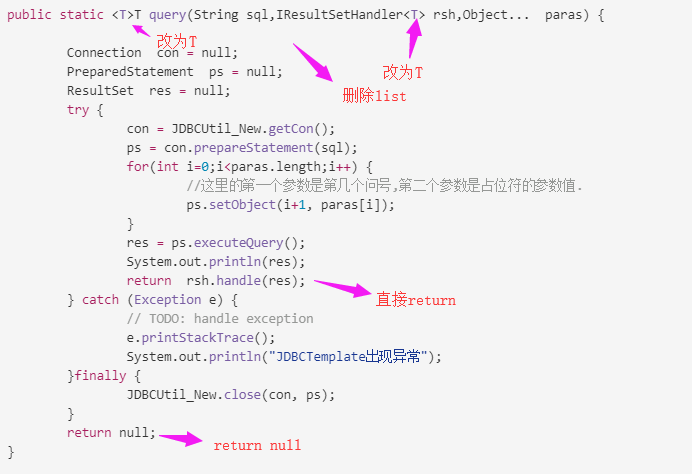 public static <T>T query(String sql,IResultSetHandler<T> rsh,Object...  paras) {
改为T
Connection  con = null;
PreparedStatement  ps = null;
改为T
ResultSet  res = null;
删除list
try {
con = JDBCUtil_New.getCon();
ps = con.prepareStatement(sql);
for(int i=0;i<paras.length;i++) {
//这里的第一个参数是第几个问号,第二个参数是占位符的参数值.
ps.setObject(i+1, paras[i]);
}
res = ps.executeQuery();
System.out.println(res);
return  rsh.handle(res);
直接return
} catch (Exception e) {
// TODO: handle exception
e.printStackTrace();
System.out.println("JDBCTemplate出现异常");
}finally {
JDBCUtil_New.close(con, ps);
}
return null;
return null
}